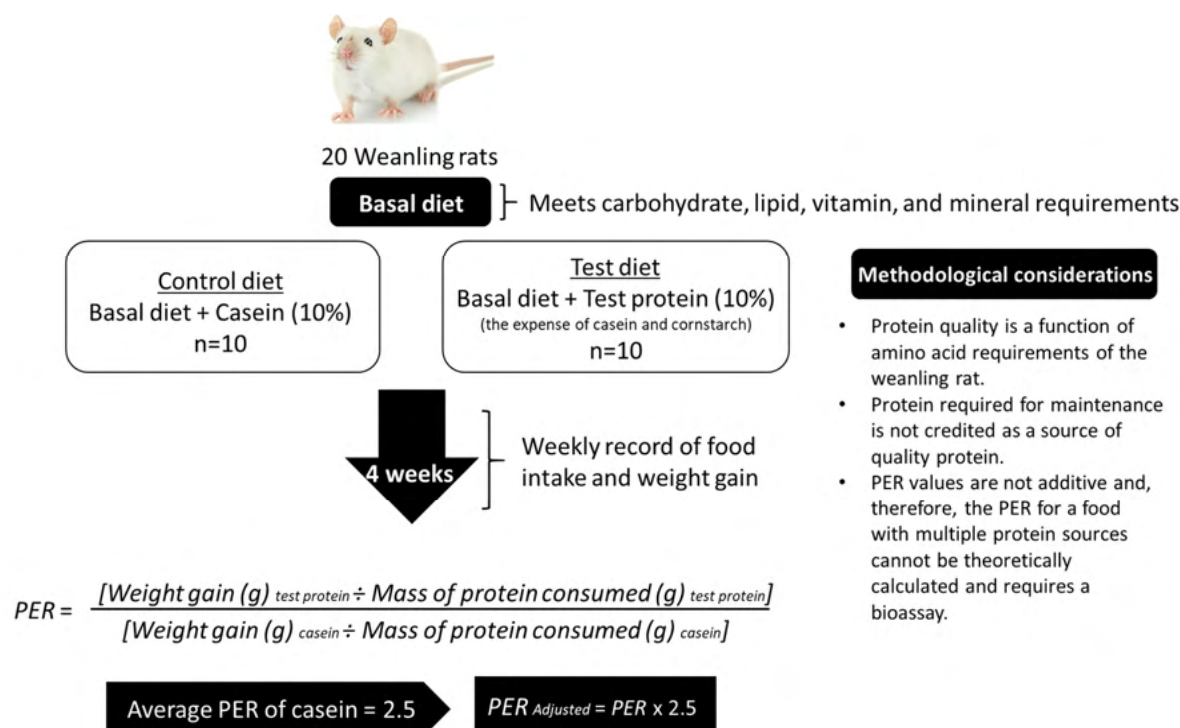 20 Weanling rats
Basal diet
Meets carbohydrate, lipid, vitamin, and mineral requirements
Control diet
Basal diet + Casein (10%)
n=10
Test diet
Basal diet + Test protein (10%)
(the expense of casein and cornstarch)
n=10
4 weeks
Weekly record of food
intake and weight gain
Methodological considerations
• Protein quality is a function of
amino acid requirements of the
weanling rat.
• Protein required for maintenance
is not credited as a source of
quality protein.
• PER values are not additive and,
therefore, the PER for a food
with multiple protein sources
cannot be theoretically
calculated and requires a
bioassay.
PER =
[Weight gain (g) test protein ÷ Mass of protein consumed (g) test protein]
[Weight gain (g) casein ÷ Mass of protein consumed (g) casein]
Average PER of casein = 2.5
PER Adjusted = PER x 2.5